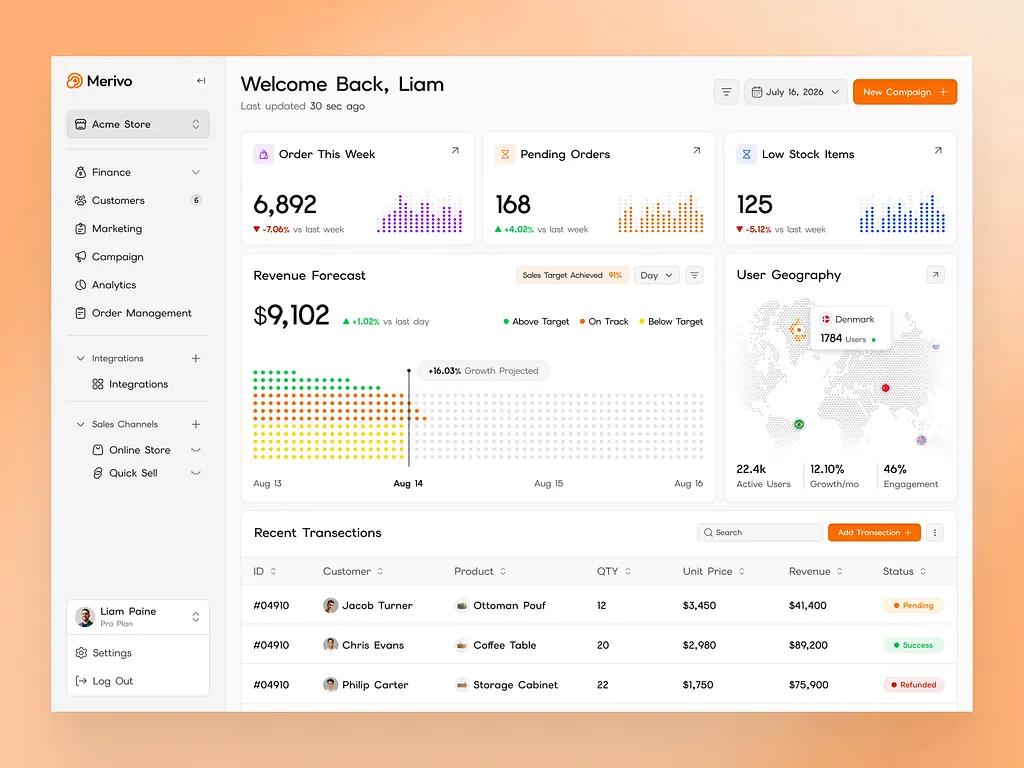 Merivo
Acme Store
Finance
Customers 6
Marketing
Campaign
Analytics
Order Management
Integrations
Integrations
Sales Channels
Online Store
Quick Sell
Liam Paine
Pro Plan
Settings
Log Out
Welcome Back, Liam
Last updated 30 sec ago
July 16, 2026
New Campaign +
Order This Week
6,892
-7.06% vs last week
Pending Orders
168
+4.02% vs last week
Low Stock Items
125
-5.12% vs last week
Revenue Forecast
Sales Target Achieved 91%
Day
$9,102
+1.02% vs last day
Above Target
On Track
Below Target
+16.03% Growth Projected
Aug 13
Aug 14
Aug 15
Aug 16
User Geography
Denmark
1784 Users
22.4k
Active Users
12.10%
Growth/mo
46%
Engagement
Recent Transections
Search
Add Transection +
ID Customer Product QTY Unit Price Revenue Status
#04910 Jacob Turner Ottoman Pouf 12 $3,450 $41,400 Pending
#04910 Chris Evans Coffee Table 20 $2,980 $89,200 Success
#04910 Philip Carter Storage Cabinet 22 $1,750 $75,900 Refunded